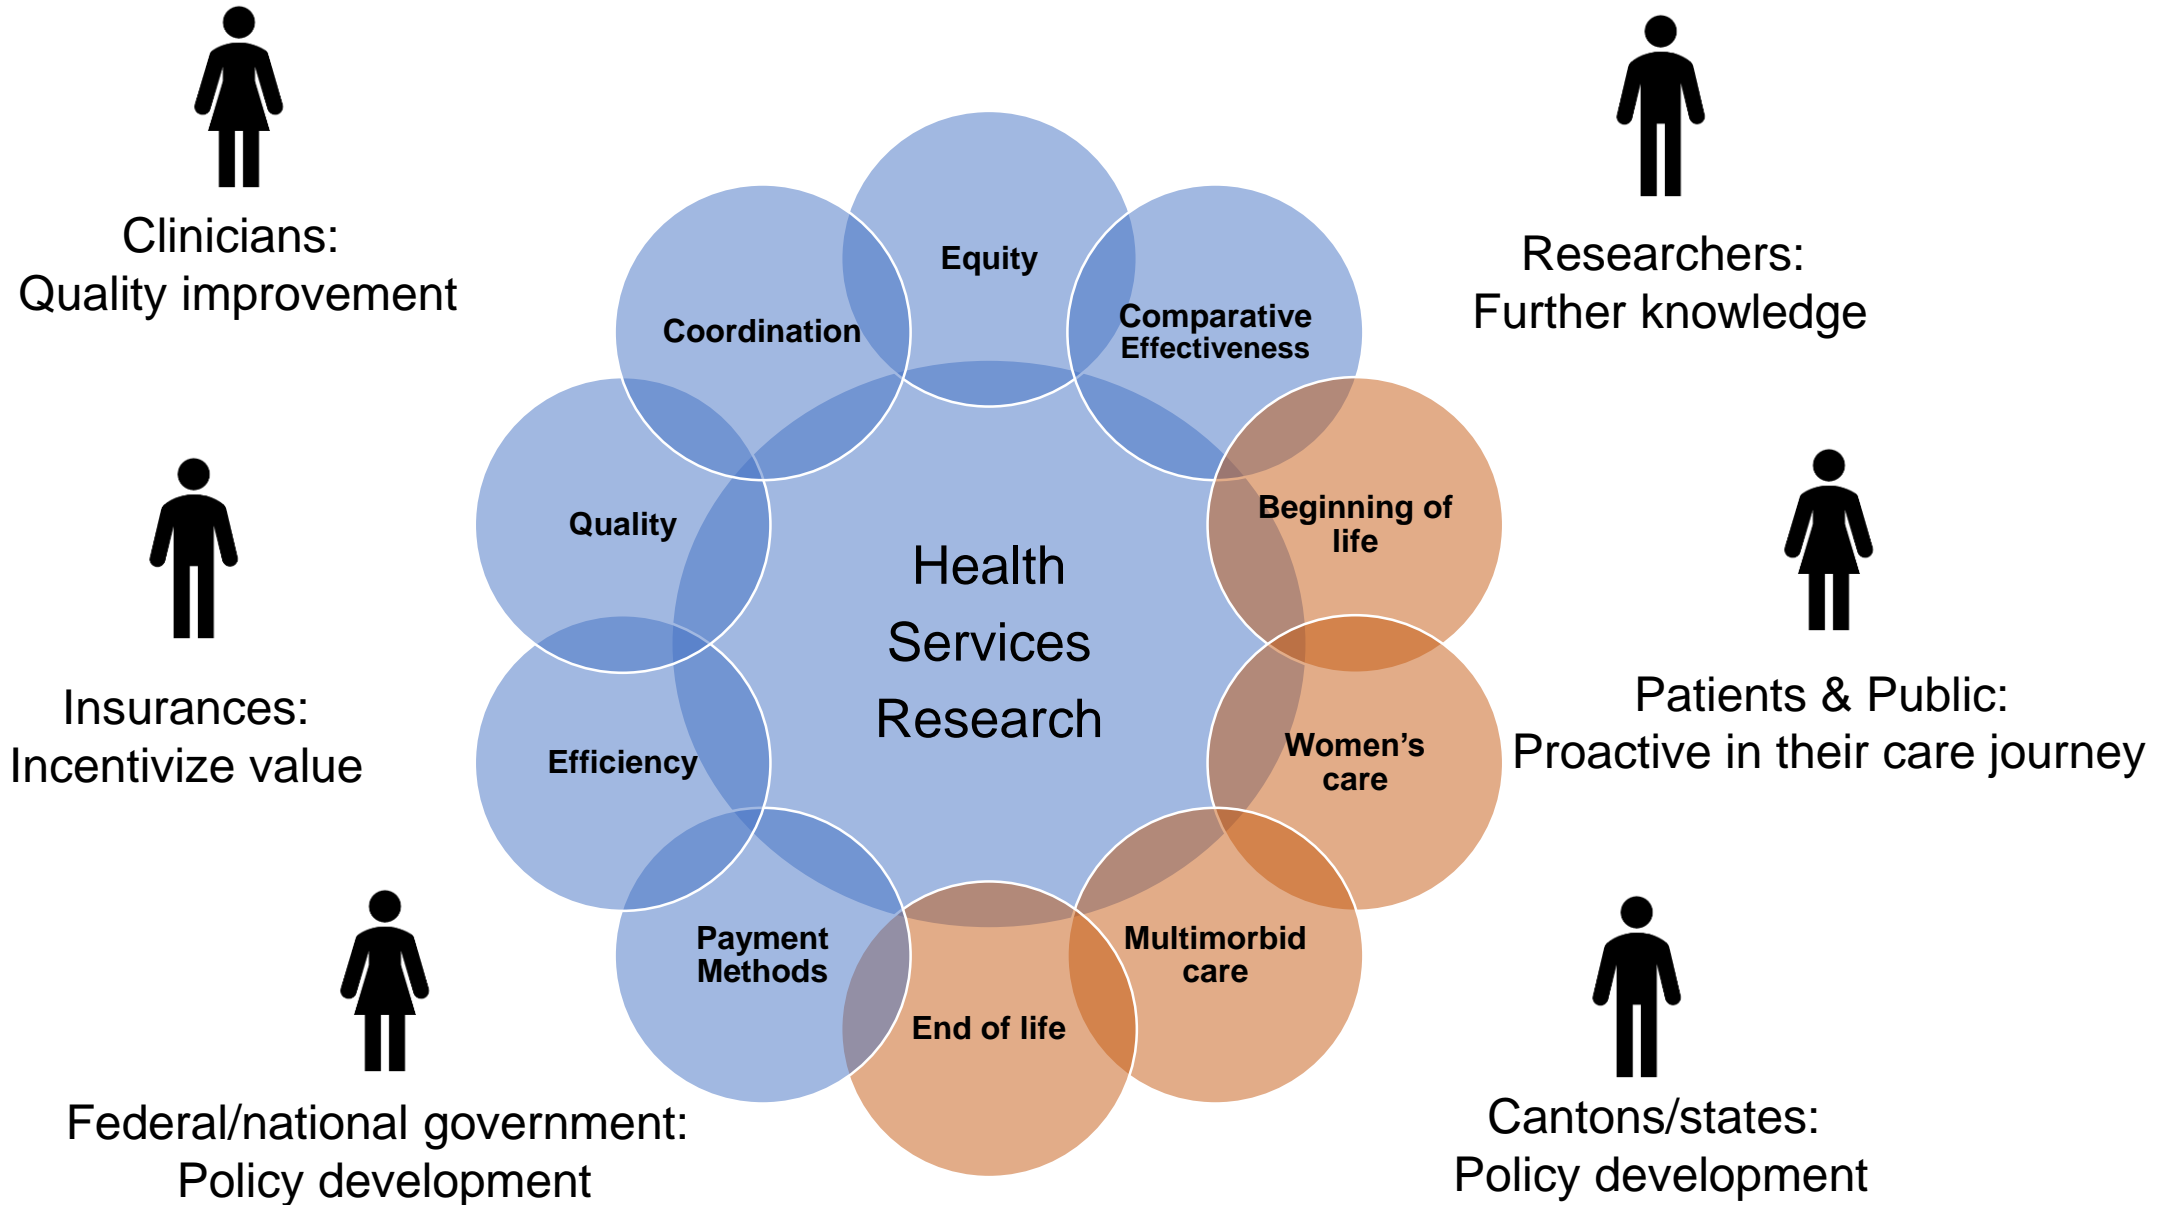 Clinicians:
Quality improvement
Researchers:
Further knowledge
Equity
Comparative
Effectiveness
Coordination
Beginning of
life
Quality
Health
Services
Research
Insurances:
Incentivize value
Patients & Public:
Proactive in their care journey
Efficiency
Women’s
care
Payment
Methods
Multimorbid
care
End of life
Federal/national government:
Policy development
Cantons/states:
Policy development